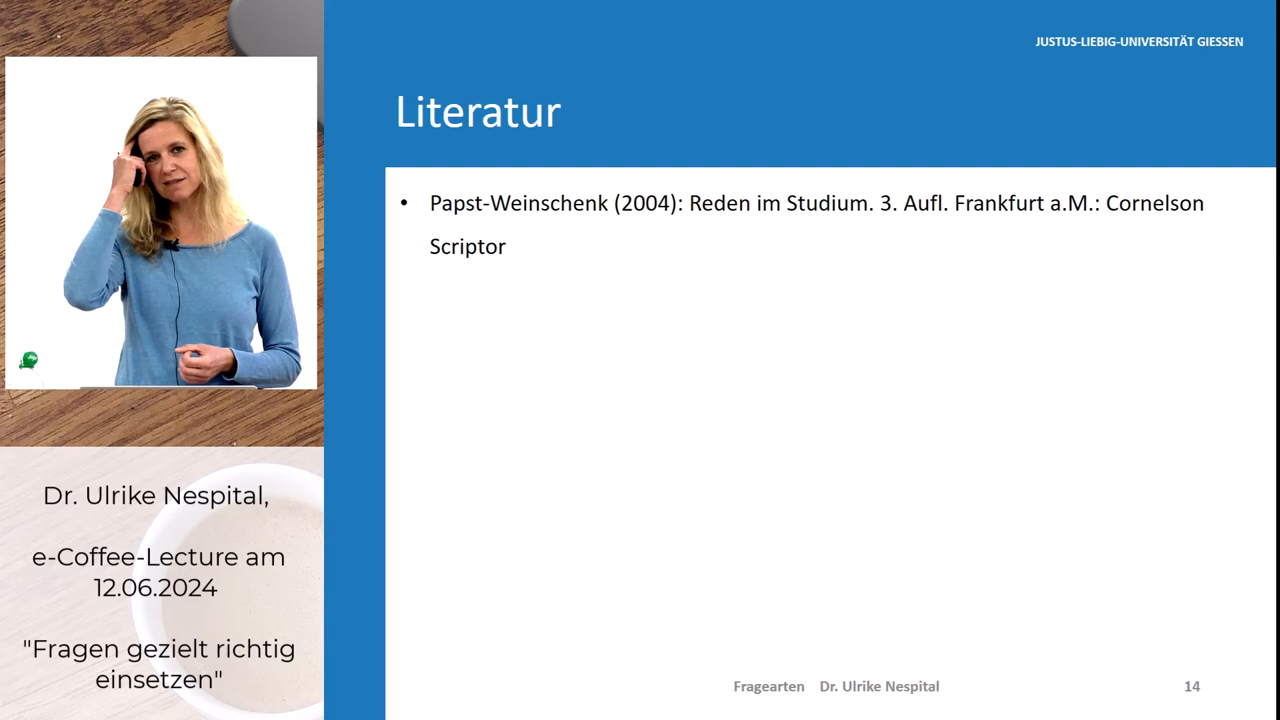 JUSTUS-LIEBIG-UNIVERSITÄT GIESSEN
Literatur
• Papst-Weinschenk (2004): Reden im Studium. 3. Aufl. Frankfurt a.M.: Cornelson
Scriptor
Dr. Ulrike Nespital,
e-Coffee-Lecture am
12.06.2024
"Fragen gezielt richtig
einsetzen"
Fragearten Dr. Ulrike Nespital 14